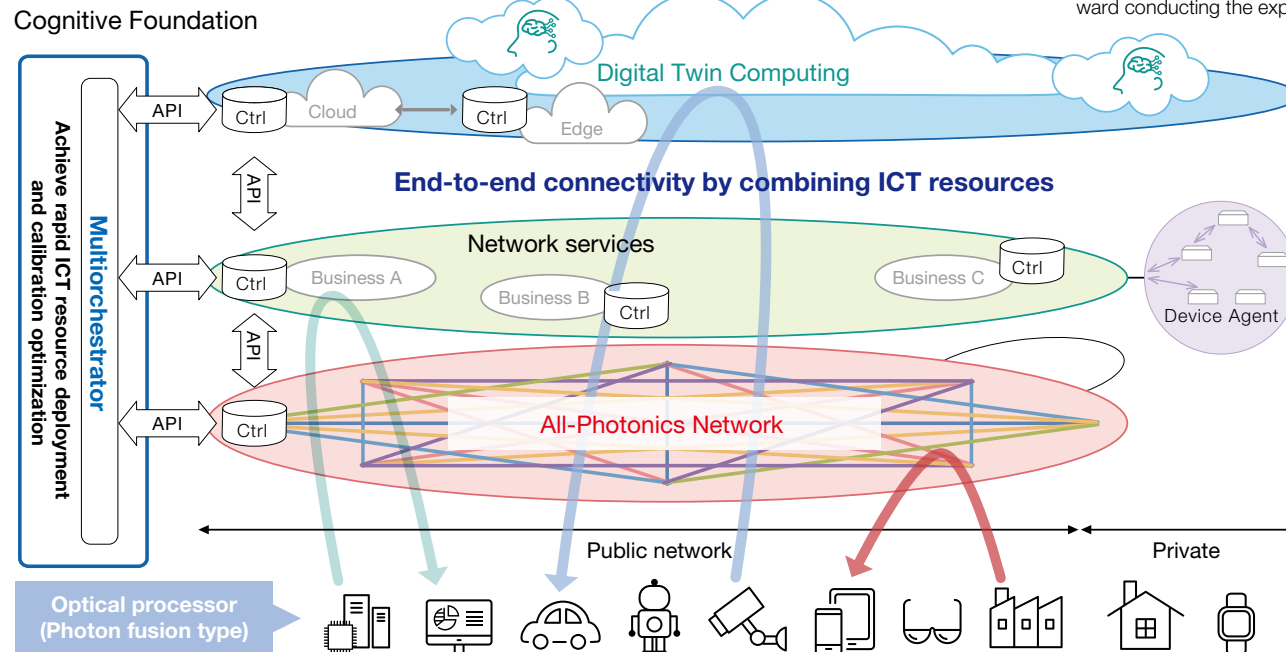 ward conducting the exp
Cognitive Foundation
Digital Twin Computing
API
Ctrl
Cloud
Ctrl
Edge
API
End-to-end connectivity by combining ICT resources
Multiorchestrator
Achieve rapid ICT resource deployment
and calibration optimization
Network services
API
Ctrl
Business A
Business B
Ctrl
Business C
Ctrl
Device Agent
API
API
Ctrl
All-Photonics Network
Public network
Private
Optical processor
(Photon fusion type)